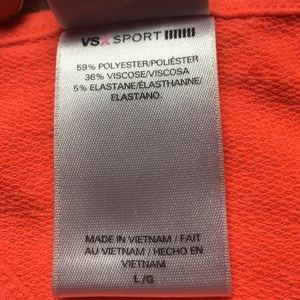 VSX SPORT
59% POLYESTER/POLIÉSTER
36% VISCOSE/VISCOSA
5% ELASTANE/ÉLASTHANNE/
ELASTANO.
MADE IN VIETNAM / FAIT
AU VIETNAM / HECHO EN
VIETNAM
L/G